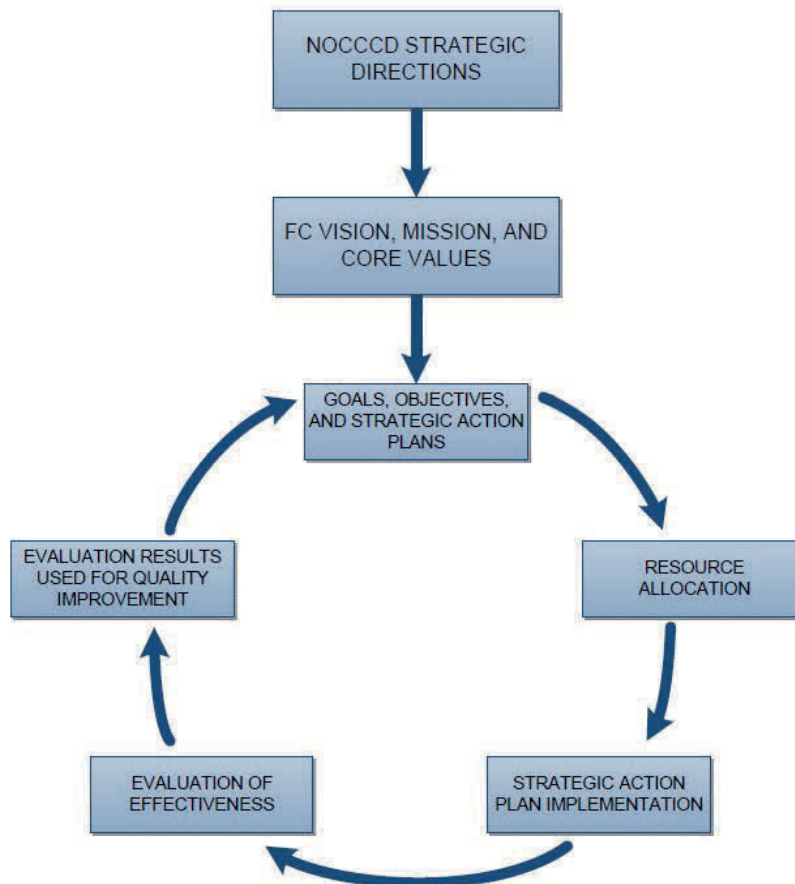 NOCCCD STRATEGIC
DIRECTIONS
FC VISION, MISSION, AND
CORE VALUES
GOALS, OBJECTIVES,
AND STRATEGIC ACTION
PLANS
EVALUATION RESULTS
USED FOR QUALITY
IMPROVEMENT
RESOURCE
ALLOCATION
EVALUATION OF
EFFECTIVENESS
STRATEGIC ACTION
PLAN IMPLEMENTATION